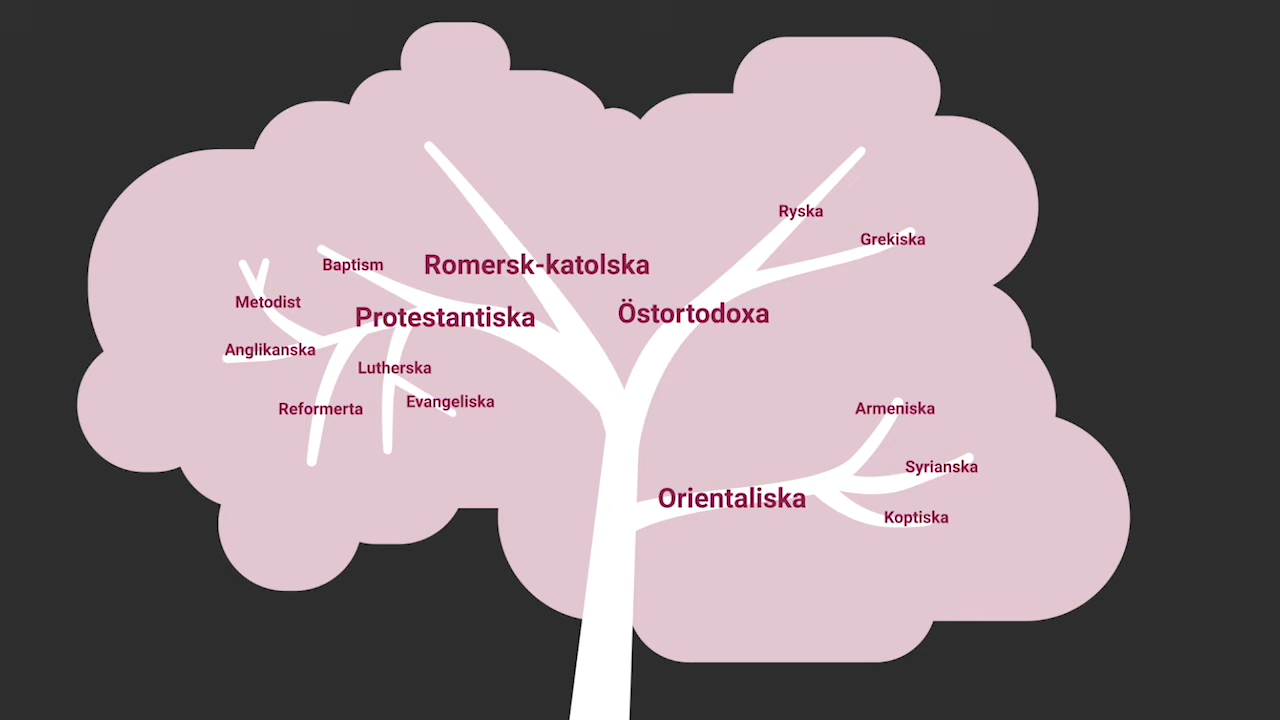 Ryska
Grekiska
Baptism
Romersk-katolska
Metodist
Protestantiska
Östortodoxa
Anglikanska
Lutherska
Evangeliska
Reformerta
Armeniska
Syrianska
Orientaliska
Koptiska